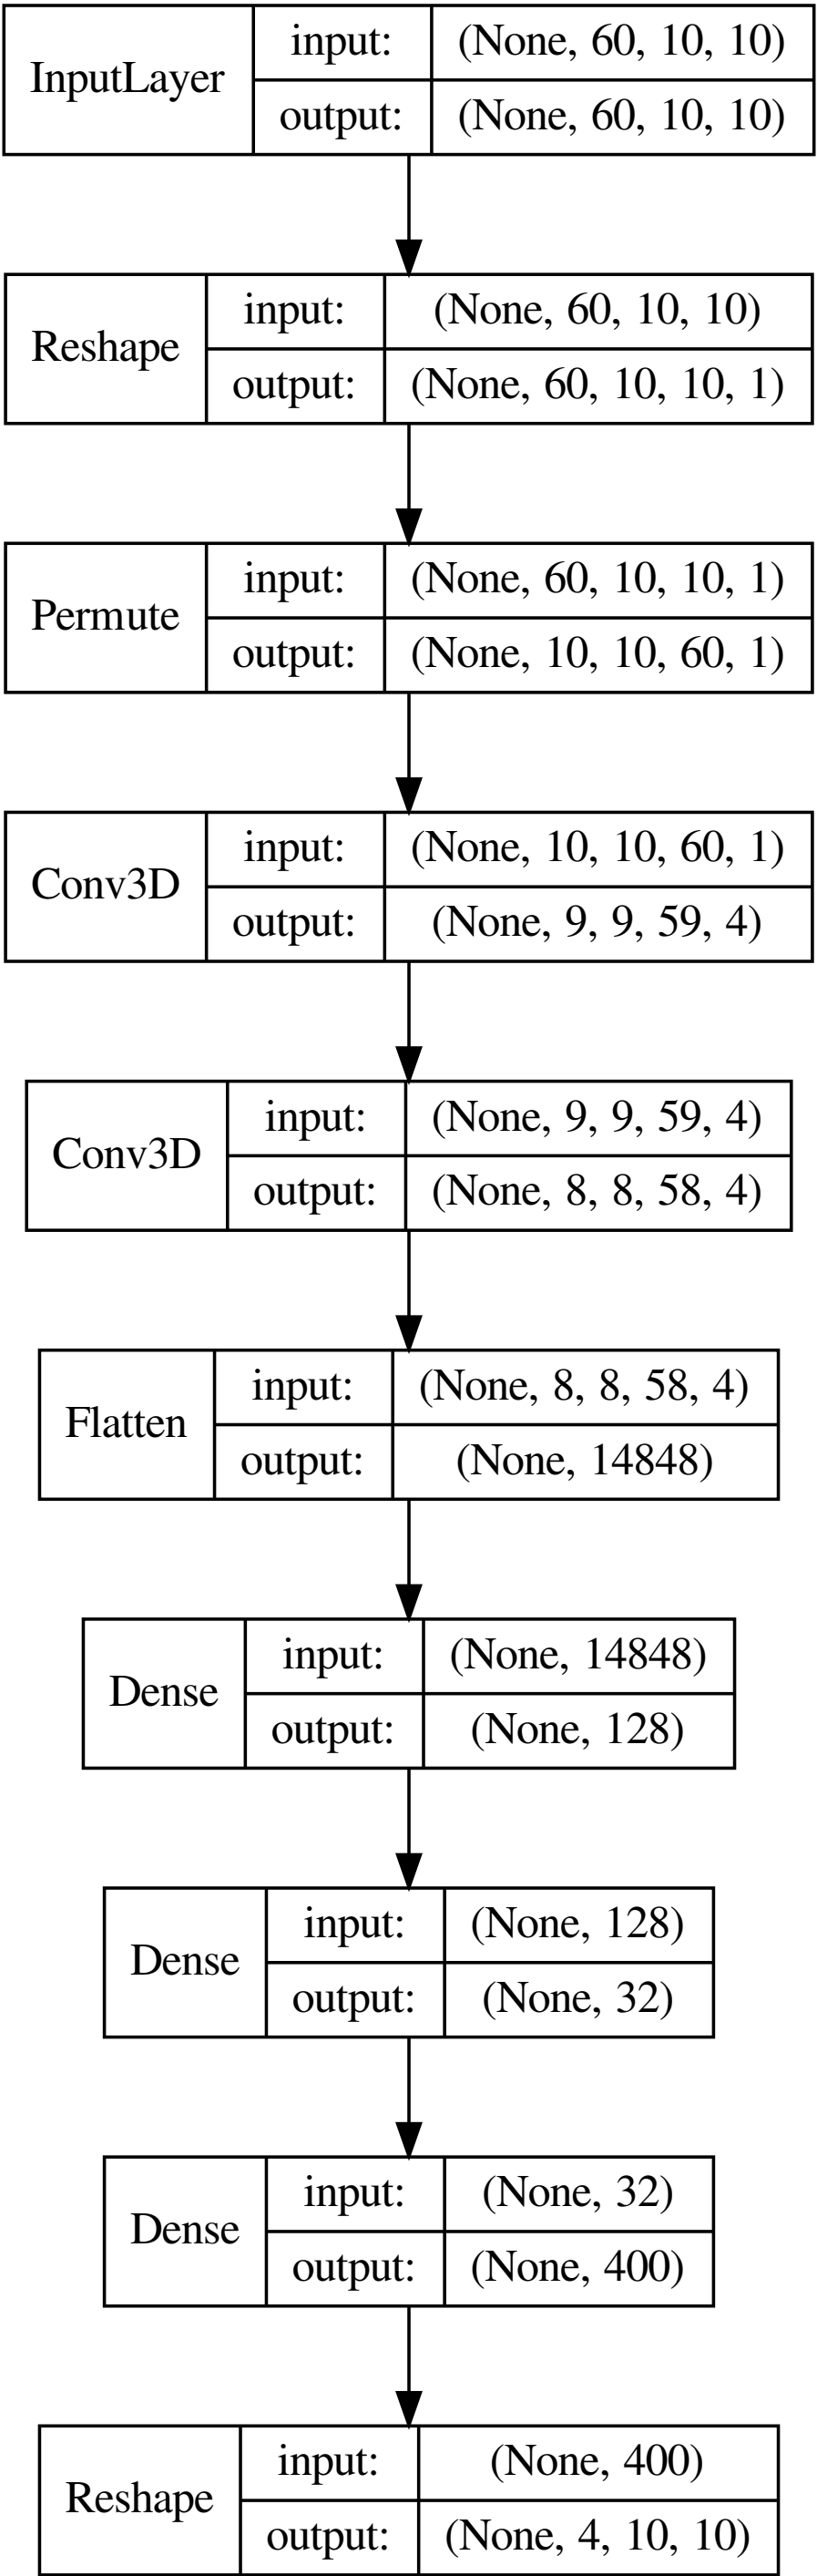 InputLayer
input: (None, 60, 10, 10)
output: (None, 60, 10, 10)
Reshape
input: (None, 60, 10, 10)
output: (None, 60, 10, 10, 1)
Permute
input: (None, 60, 10, 10, 1)
output: (None, 10, 10, 60, 1)
Conv3D
input: (None, 10, 10, 60, 1)
output: (None, 9, 9, 59, 4)
Conv3D
input: (None, 9, 9, 59, 4)
output: (None, 8, 8, 58, 4)
Flatten
input: (None, 8, 8, 58, 4)
output: (None, 14848)
Dense
input: (None, 14848)
output: (None, 128)
Dense
input: (None, 128)
output: (None, 32)
Dense
input: (None, 32)
output: (None, 400)
Reshape
input: (None, 400)
output: (None, 4, 10, 10)